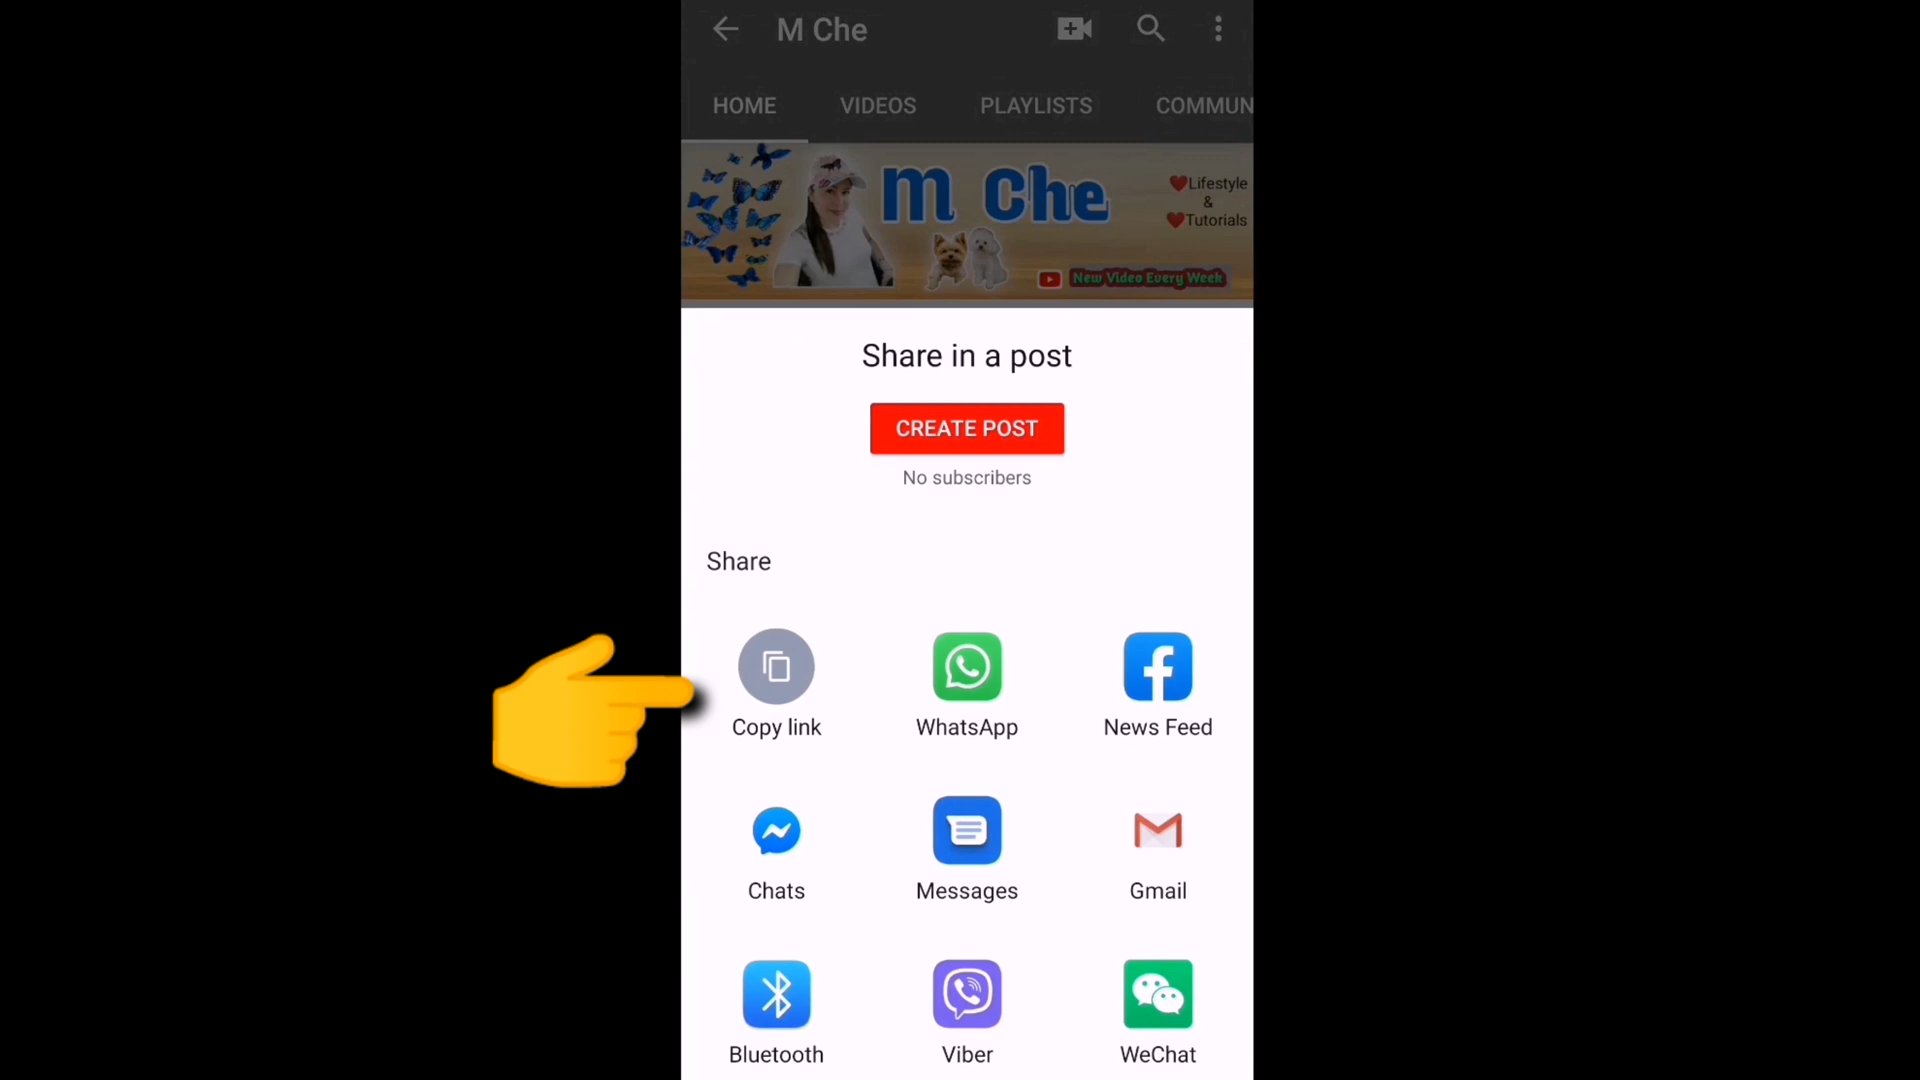 M Che
HOME VIDEOS PLAYLISTS COMMUN
m Che
❤️Lifestyle
&
❤️Tutorials
New Video Every Week
Share in a post
CREATE POST
No subscribers
Share
Copy link WhatsApp News Feed
Chats Messages Gmail
Bluetooth Viber WeChat